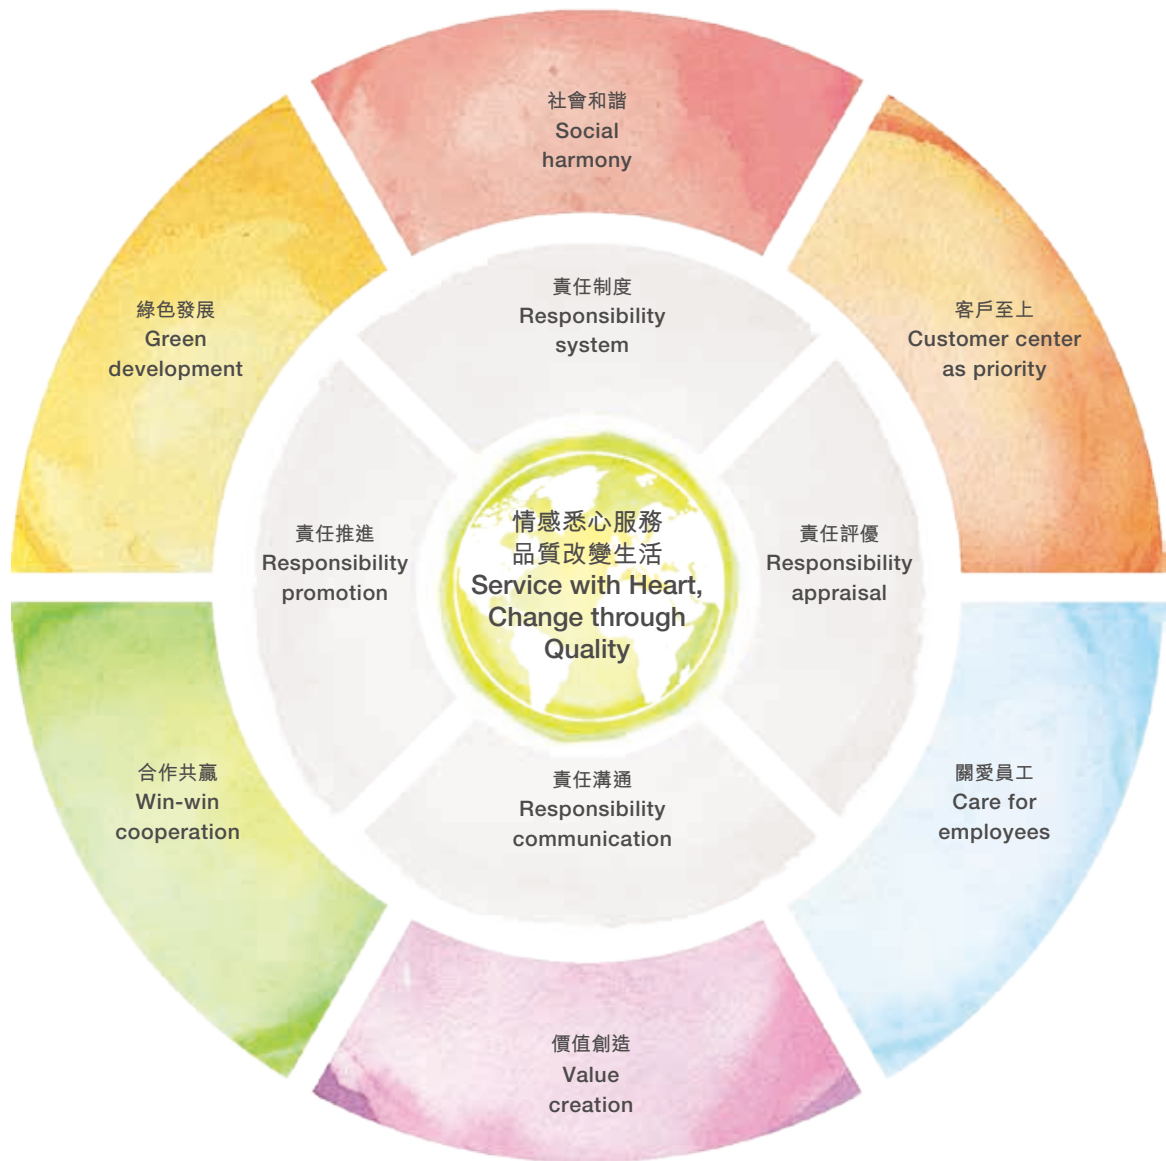 社會和諧
Social
harmony
綠色發展
Green
development
客戶至上
Customer center
as priority
責任制度
Responsibility
system
責任推進
Responsibility
promotion
情感悉心服務
品質改變生活
Service with Heart,
Change through
Quality
責任評優
Responsibility
appraisal
合作共贏
Win-win
cooperation
責任溝通
Responsibility
communication
關愛員工
Care for
employees
價值創造
Value
creation